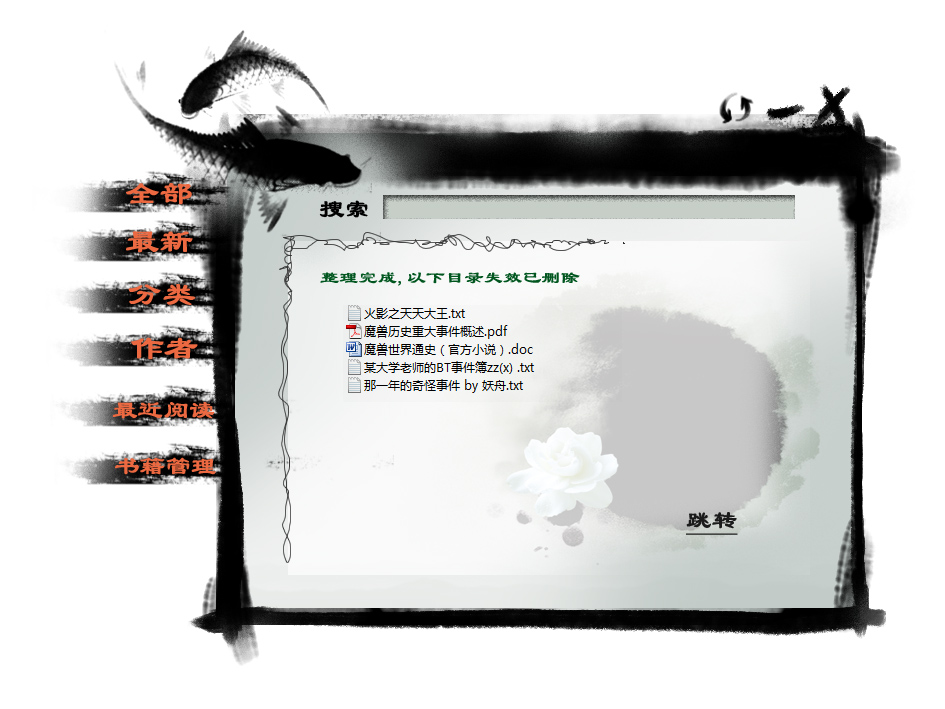 全部
最新
分类
作者
最近阅读
书籍管理
搜索
整理完成,以下目录失效已删除
火影之天天大王.txt
魔兽历史重大事件概述.pdf
魔兽世界通史（官方小说）.doc
某大学老师的BT事件簿zz(x) .txt
那一年的奇怪事件 by 妖舟.txt
跳转